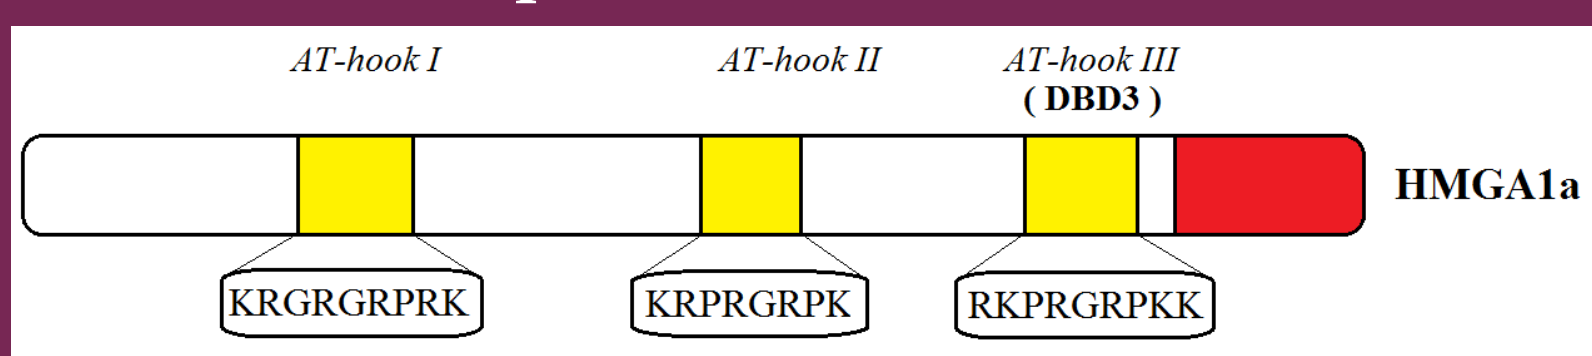 AT-hook I
AT-hook II
AT-hook III
( DBD3 )
HMGA1a
KRGRGRPRK
KRPRGRPK
RKPRGRPKK